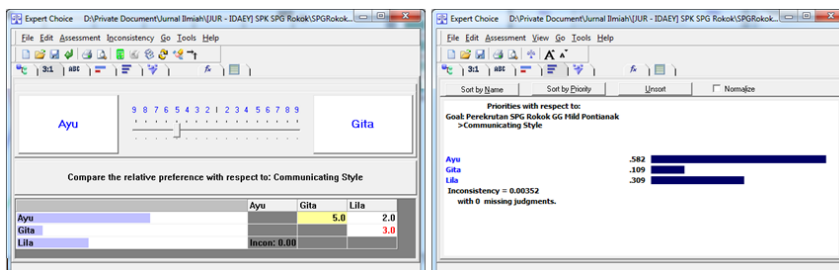 Expert Choice D:\Private Document\Jurnal Ilmiah\[JUR - IDAEY] SPK SPG Rokok\SPGRokok...
File Edit Assessment Inconsistency Go Tools Help
3:1 ABC
Ayu
9 8 7 6 5 4 3 2 1 2 3 4 5 6 7 8 9
Gita
Compare the relative preference with respect to: Communicating Style
Ayu Gita Lila
Ayu 5.0 2.0
Gita 3.0
Lila Incon: 0.00
Expert Choice D:\Private Document\Jurnal Ilmiah\[JUR - IDAEY] SPK SPG Rokok\SPGRokok...
File Edit Assessment View Go Tools Help
A A
3:1 ABC
Sort by Name Sort by Priority Unsort Normalize
Priorities with respect to:
Goal: Perekrutan SPG Rokok GG Mild Pontianak
>Communicating Style
Ayu .582
Gita .109
Lila .309
Inconsistency = 0.00352
with 0 missing judgments.